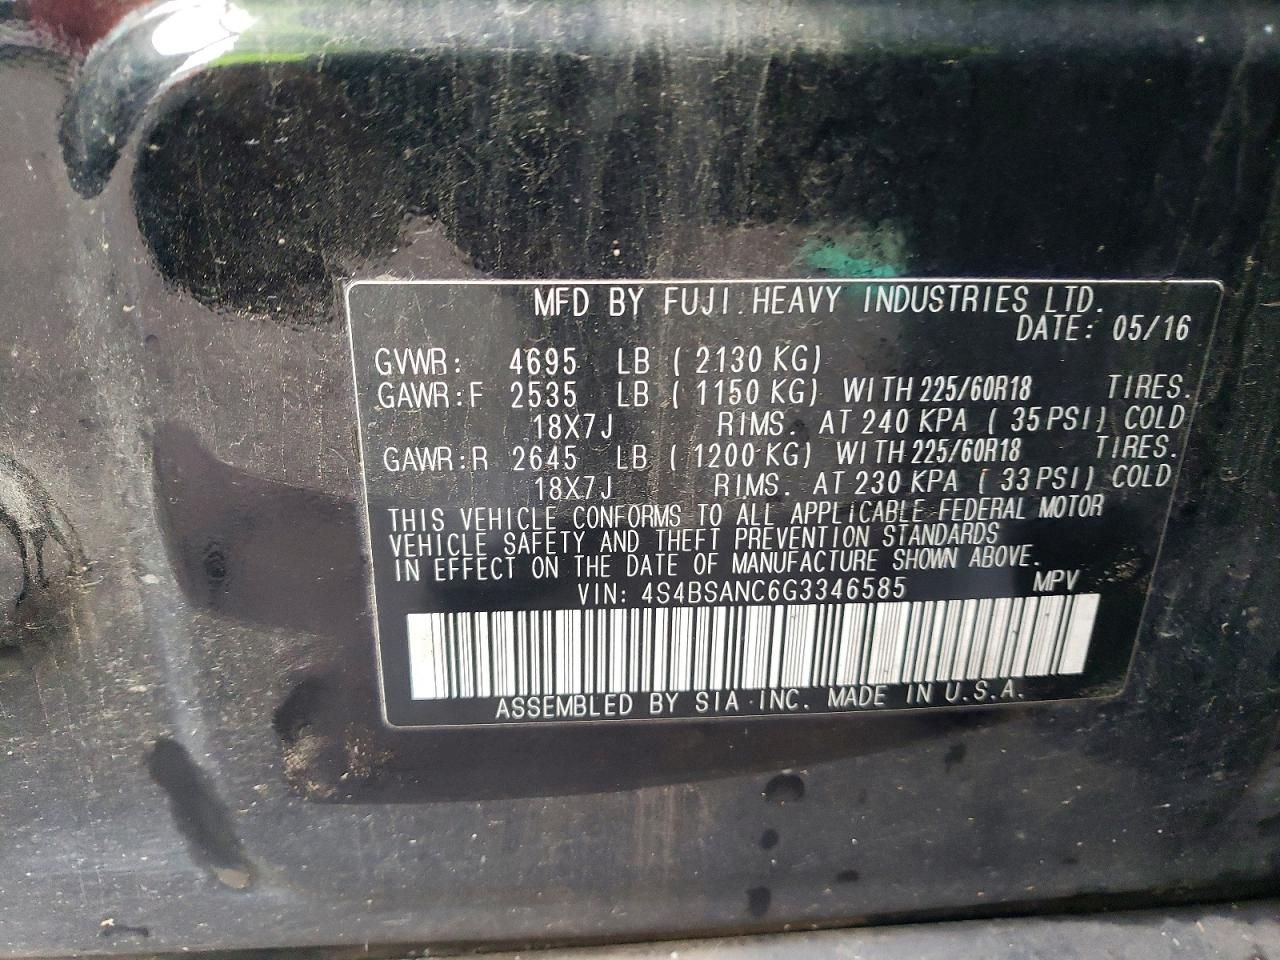 MFD BY FUJI HEAVY INDUSTRIES LTD.
DATE: 05/16
GVWR: 4695 LB ( 2130 KG)
GAWR:F 2535 LB ( 1150 KG) WITH 225/60R18 TIRES.
18X7J RIMS. AT 240 KPA ( 35 PSI) COLD
GAWR:R 2645 LB ( 1200 KG) WITH 225/60R18 TIRES.
18X7J RIMS. AT 230 KPA ( 33 PSI) COLD
THIS VEHICLE CONFORMS TO ALL APPLICABLE FEDERAL MOTOR
VEHICLE SAFETY AND THEFT PREVENTION STANDARDS
IN EFFECT ON THE DATE OF MANUFACTURE SHOWN ABOVE.
VIN: 4S4BSANC6G3346585 MPV
ASSEMBLED BY SIA INC. MADE IN U.S.A.